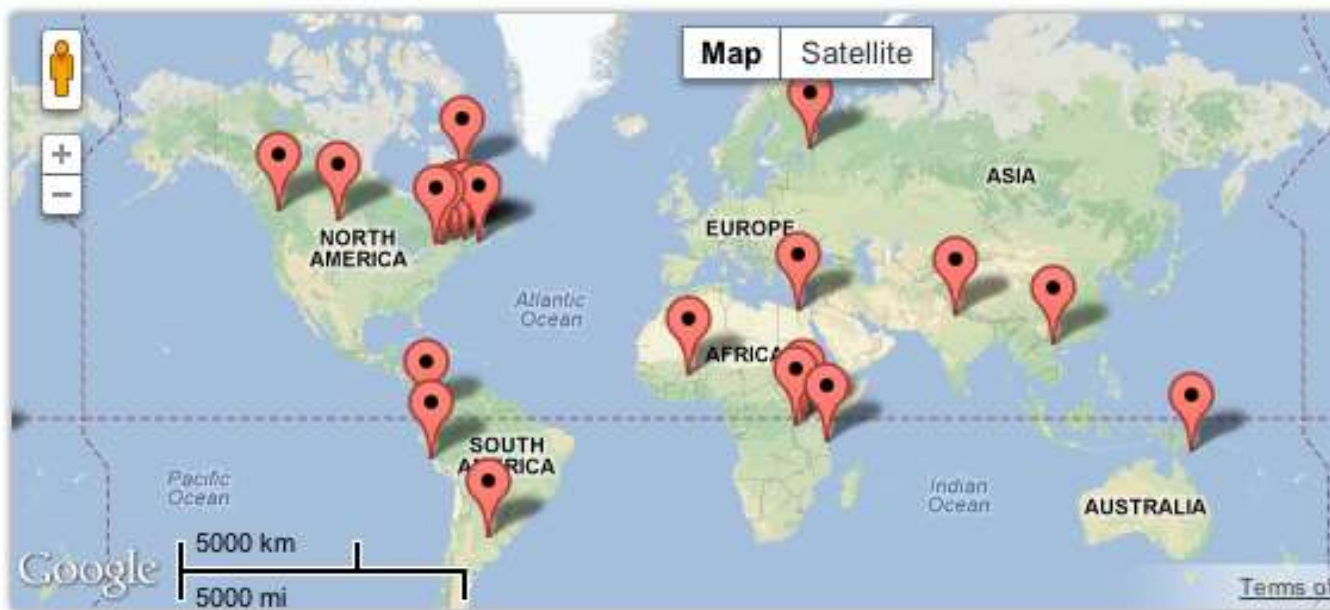 Map
Satellite
ASIA
EUROPE
NORTH
AMERICA
Atlantic
Ocean
AFRICA
SOUTH
AMERICA
Pacific
Ocean
Indian
Ocean
AUSTRALIA
5000 km
5000 mi
Google
Terms of